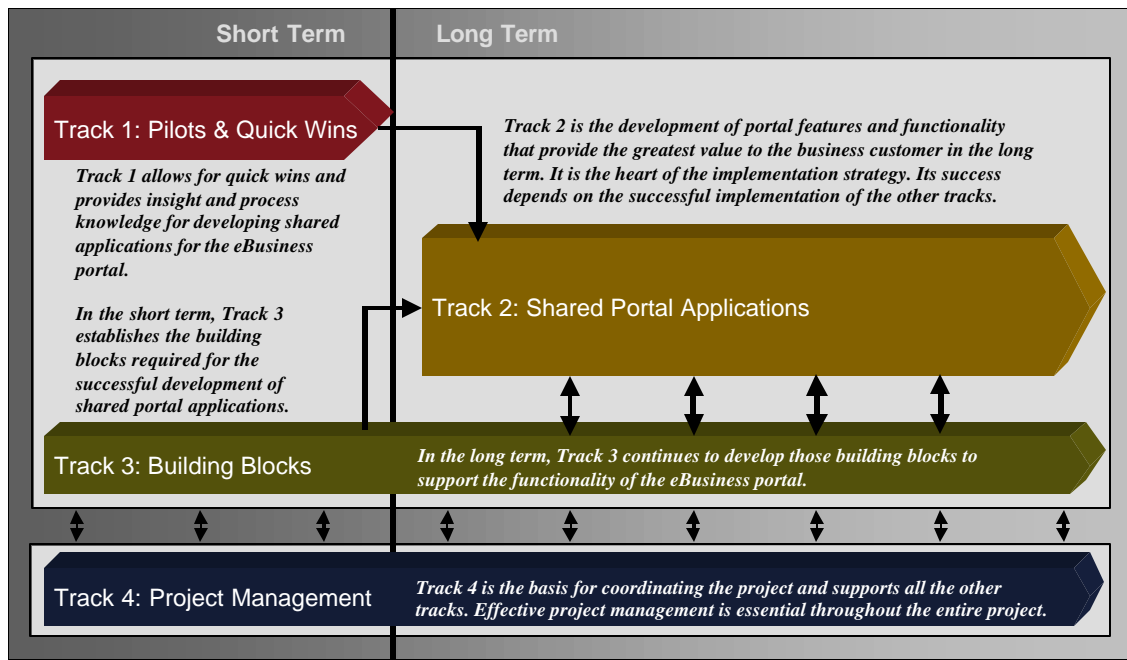 Short Term
Long Term
Track 1: Pilots & Quick Wins
Track 1 allows for quick wins and
provides insight and process
knowledge for developing shared
applications for the eBusiness
portal.
Track 2 is the development of portal features and functionality
that provide the greatest value to the business customer in the long
term. It is the heart of the implementation strategy. Its success
depends on the successful implementation of the other tracks.
Track 2: Shared Portal Applications
In the short term, Track 3
establishes the building
blocks required for the
successful development of
shared portal applications.
Track 3: Building Blocks
In the long term, Track 3 continues to develop those building blocks to
support the functionality of the eBusiness portal.
Track 4: Project Management
Track 4 is the basis for coordinating the project and supports all the other
tracks. Effective project management is essential throughout the entire project.